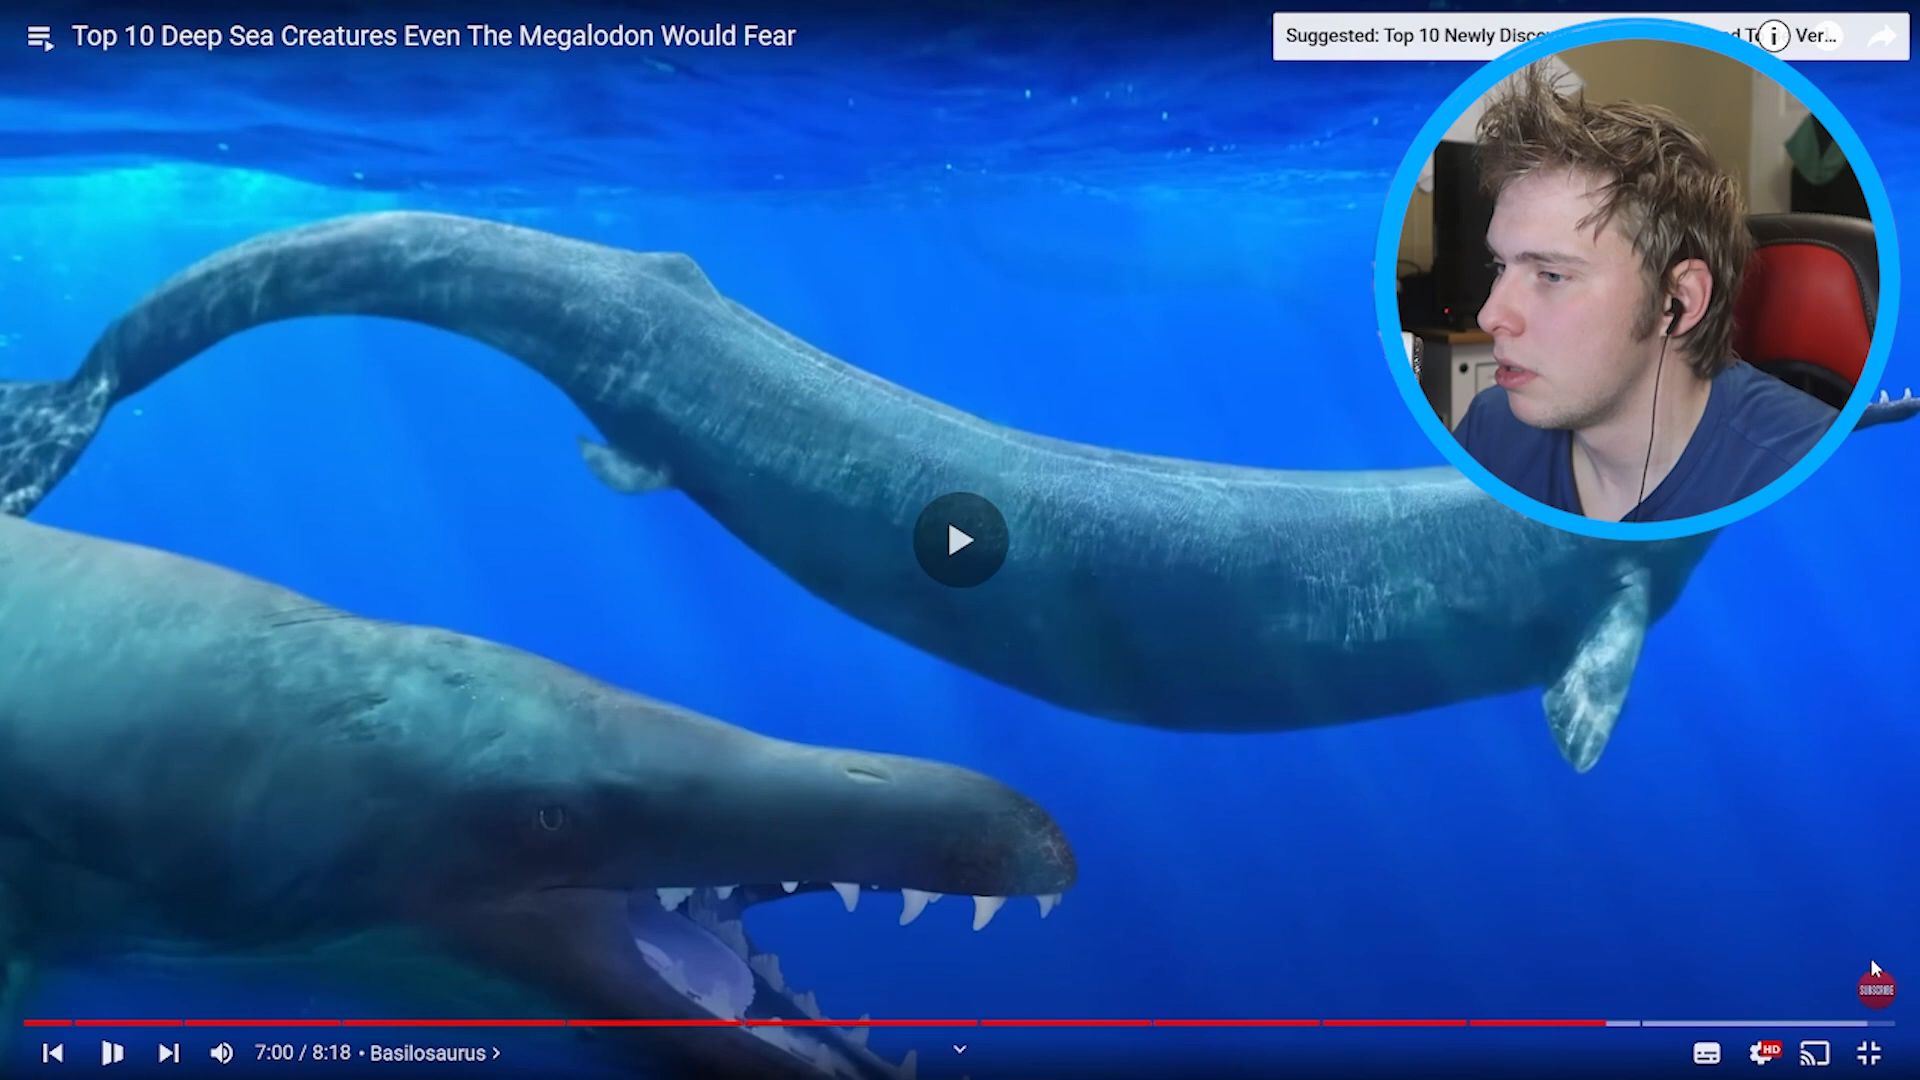 Top 10 Deep Sea Creatures Even The Megalodon Would Fear
Suggested: Top 10 Newly Ver...
SUBSCRIBE
7:00 / 8:18 • Basilosaurus
HD